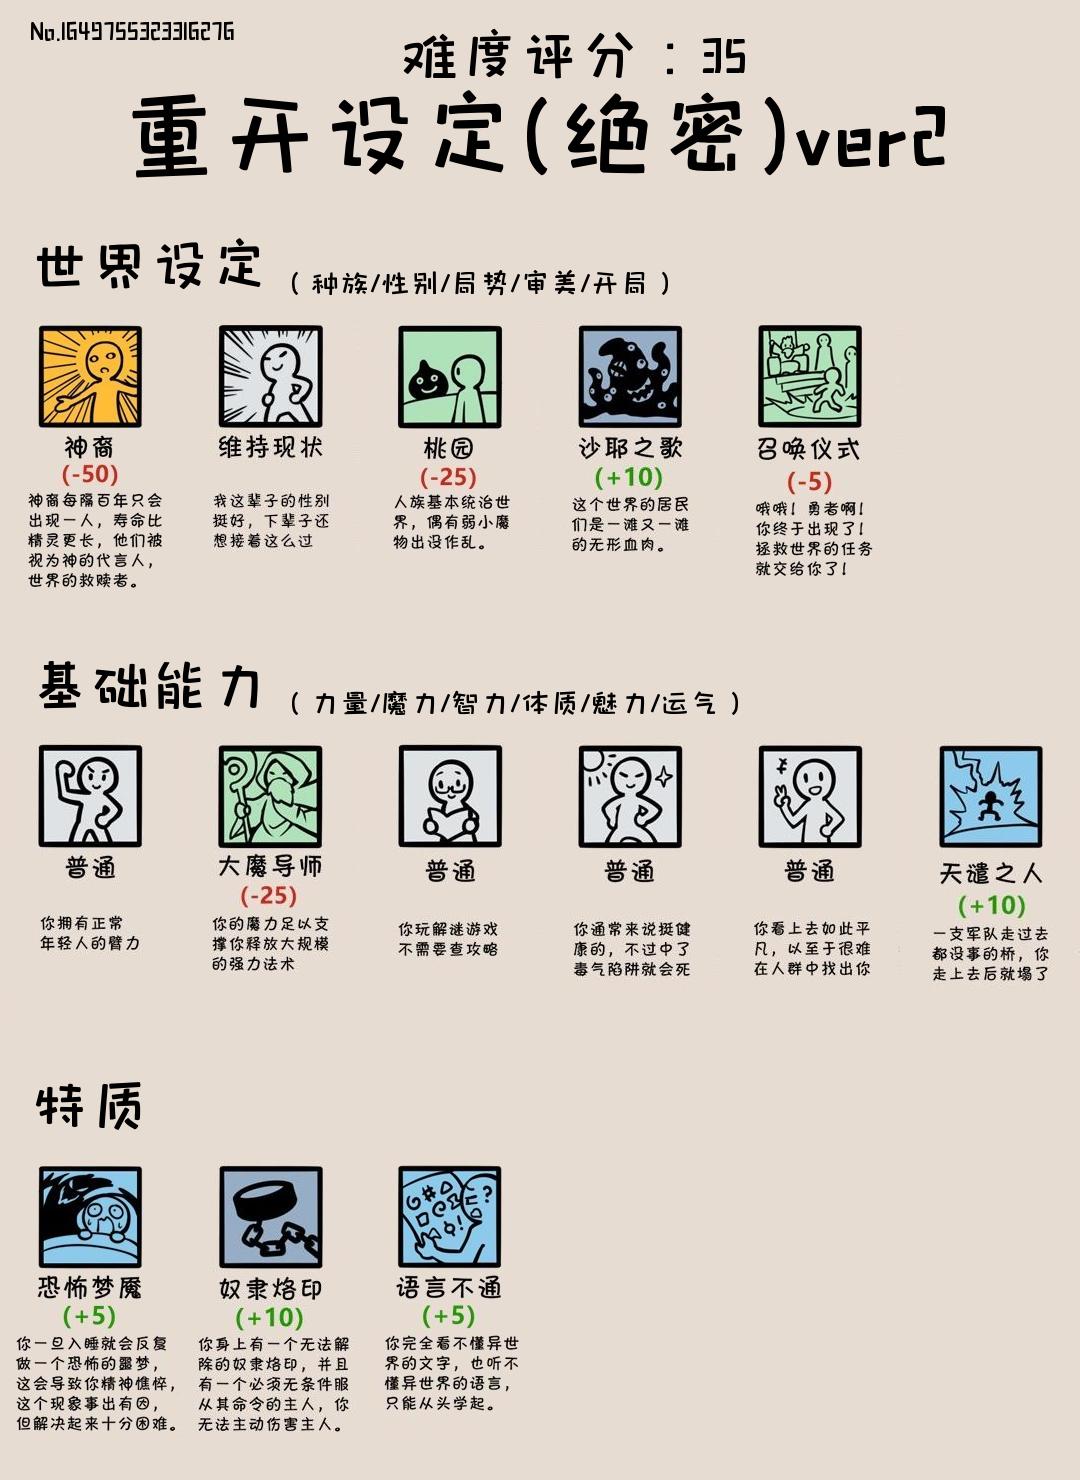 No.1649755323316276
难度评分：35
重开设定(绝密)ver2
世界设定（种族/性别/局势/审美/开局）
神裔
(-50)
神裔每隔百年只会
出现一人，寿命比
精灵更长，他们被
视为神的代言人，
世界的救赎者。
维持现状
我这辈子的性别
挺好，下辈子还
想接着这么过
桃园
(-25)
人族基本统治世
界，偶有弱小魔
物出没作乱。
沙耶之歌
(+10)
这个世界的居民
们是一滩又一滩
的无形血肉。
召唤仪式
(-5)
哦哦！勇者啊！
你终于出现了！
拯救世界的任务
就交给你了！
基础能力（力量/魔力/智力/体质/魅力/运气）
普通
你拥有正常
年轻人的臂力
大魔导师
(-25)
你的魔力足以支
撑你释放大规模
的强力法术
普通
你玩解谜游戏
不需要查攻略
普通
你通常来说挺健
康的，不过中了
毒气陷阱就会死
普通
你看上去如此平
凡，以至于很难
在人群中找出你
天谴之人
(+10)
一支军队走过去
都没事的桥，你
走上去后就塌了
特质
恐怖梦魇
(+5)
你一旦入睡就会反复
做一个恐怖的噩梦，
这会导致你精神憔悴，
这个现象事出有因，
但解决起来十分困难。
奴隶烙印
(+10)
你身上有一个无法解
除的奴隶烙印，并且
有一个必须无条件服
从其命令的主人，你
无法主动伤害主人。
语言不通
(+5)
你完全看不懂异世
界的文字，也听不
懂异世界的语言，
只能从头学起。